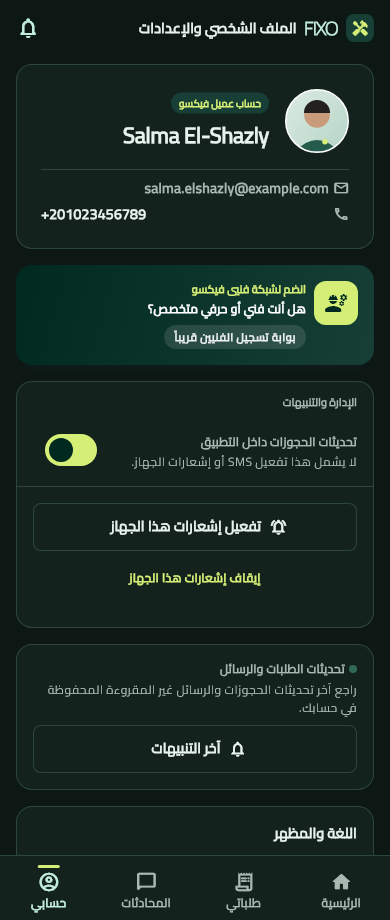 FIXO الملف الشخصي والإعدادات
حساب عميل فيكسو
Salma El-Shazly
salma.elshazly@example.com
+201023456789
انضم لشبكة فنيي فيكسو
هل أنت فني أو حرفي متخصص؟
بوابة تسجيل الفنيين قريباً
الإدارة والتنبيهات
تحديثات الحجوزات داخل التطبيق
لا يشمل هذا تفعيل SMS أو إشعارات الجهاز.
تفعيل إشعارات هذا الجهاز
إيقاف إشعارات هذا الجهاز
تحديثات الطلبات والرسائل
راجع آخر تحديثات الحجوزات والرسائل غير المقروءة المحفوظة
في حسابك.
آخر التنبيهات
اللغة والمظهر
الرئيسية
طلباتي
المحادثات
حسابي